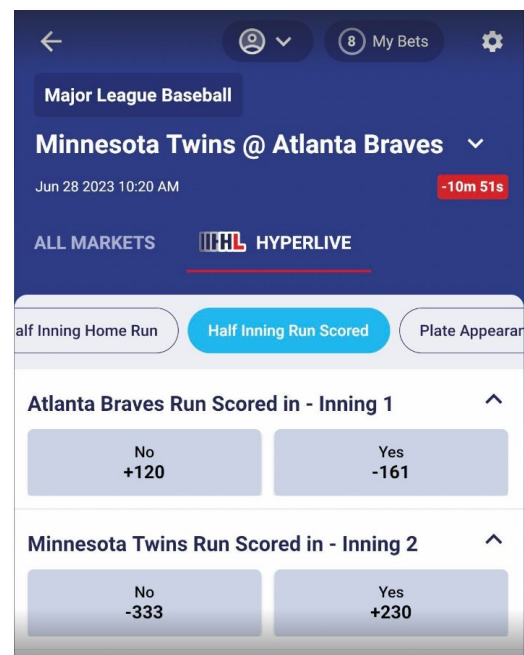 8 My Bets
Major League Baseball
Minnesota Twins @ Atlanta Braves
Jun 28 2023 10:20 AM
-10m 51s
ALL MARKETS HL HYPERLIVE
alf Inning Home Run Half Inning Run Scored Plate Appearan
Atlanta Braves Run Scored in - Inning 1
No Yes
+120 -161
Minnesota Twins Run Scored in - Inning 2
No Yes
-333 +230